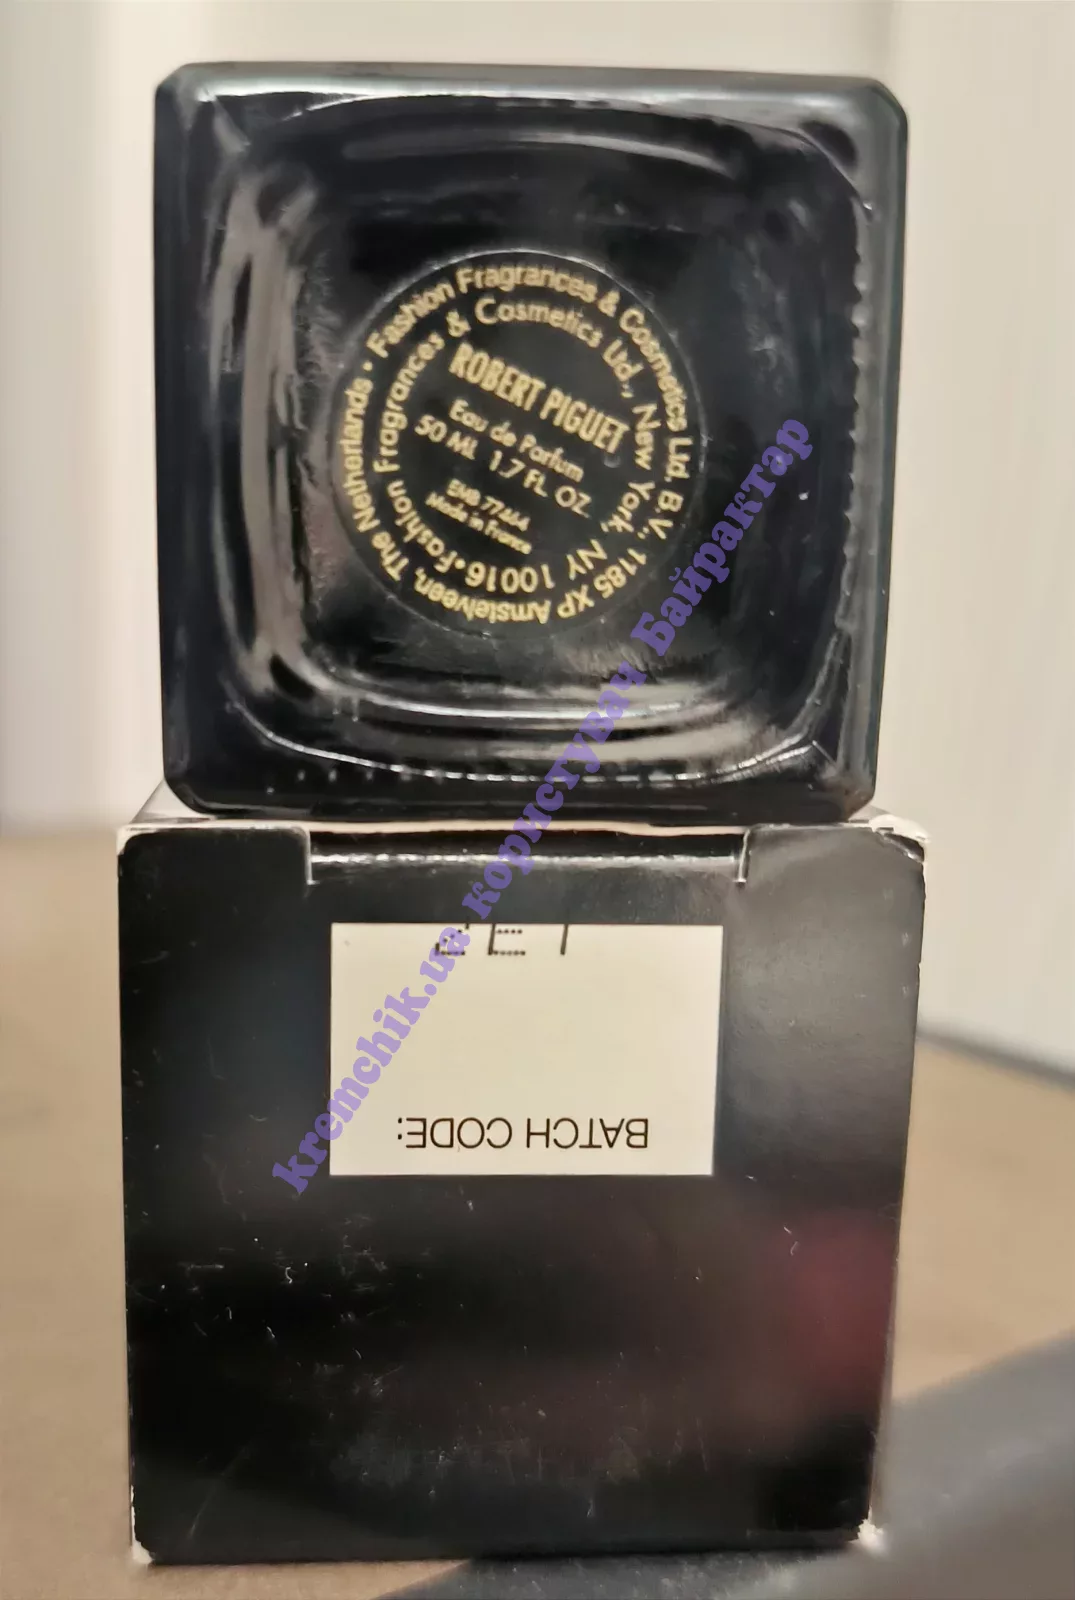 Fashion Fragrances & Cosmetics Ltd. B.V., 1185 XP Amstelveen, The Netherlands •
Fashion Fragrances & Cosmetics Ltd., New York, NY 10016 •
ROBERT PIGUET
Eau de Parfum
50 ML 1.7 FL OZ.
Made in France
BATCH CODE:
kremchik.ua користувач Байрактар